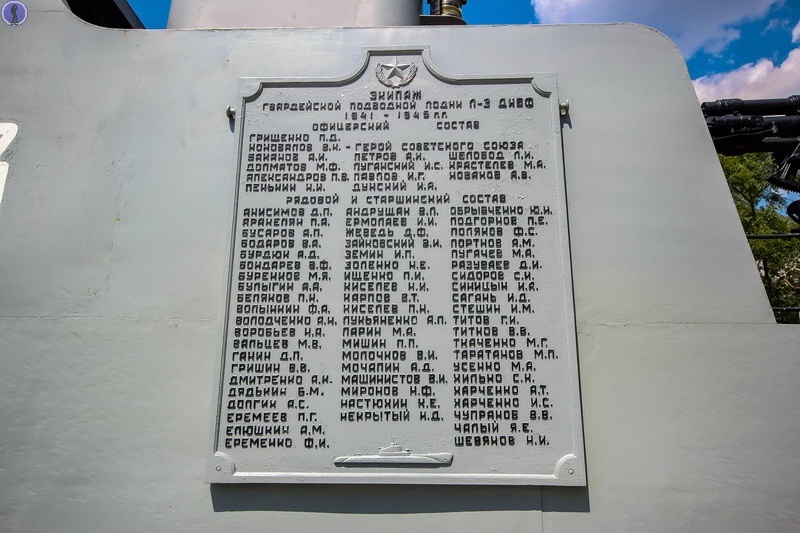 ЭКИПАЖ
ГВАРДЕЙСКОЙ ПОДВОДНОЙ ЛОДКИ Л-3 ДКБФ
1941 - 1945 г.г.
ОФИЦЕРСКИЙ СОСТАВ
ГРИЩЕНКО П.Д.
КОНОВАЛОВ В.К. - ГЕРОЙ СОВЕТСКОГО СОЮЗА
БАКАНОВ А.И. ПЕТРОВ А.И. ШЕЛОБОД Л.И.
ДОЛМАТОВ М.Ф. ЛУГАНСКИЙ И.С. КРАСТЕЛЕВ М.А.
АЛЕКСАНДРОВ П.В. ПАВЛОВ И.Г. КОВАНОВ А.В.
ПЕНЬКИН Н.И. ДУНСКИЙ И.А.
РЯДОВОЙ И СТАРШИНСКИЙ СОСТАВ
АНИСИМОВ Д.П. АНДРУЩАК В.Л. ОБРЫВЧЕНКО Ю.И.
АРАКЕЛЯН П.А. ЕРМОЛАЕВ И.И. ПОДГОРНОВ П.Е.
БУСАРОВ А.П. ЖЕВЕДЬ Д.Ф. ПОЛЯКОВ Ф.С.
БОДАРОВ В.А. ЗАЙКОВСКИЙ В.И. ПОРТНОВ А.М.
БУРДЮК А.Д. ЗЕМИН И.П. ПУГАЧЕВ М.А.
БОНДАРЕВ В.Ф. ЗОЛЕНКО Н.Е. РАЗУВАЕВ Д.И.
БУРЕНКОВ М.Я. ИЩЕНКО П.И. СИДОРОВ С.И.
БУЛЫГИН А.А. КИСЕЛЕВ Н.И. СИНИЦЫН И.А.
БЕЛЯКОВ П.Н. КАРПОВ В.Т. САГАНЬ И.Д.
ВОЛЫНКИН Ф.А. КИСЕЛЕВ П.Н. СТЕШИН И.М.
ВОЛОДЧЕНКО А.Н. ЛУКЬЯНЕНКО А.П. ТИТОВ Г.И.
ВОРОБЬЕВ Н.А. ЛАРИН М.А. ТИТКОВ В.В.
ВАЛЬЦЕВ М.В. МИШИН П.П. ТКАЧЕНКО М.Г.
ГАНИН Д.П. МОЛОЧКОВ В.И. ТАРАТАНОВ М.П.
ГРИШИН В.В. МОЧАЛИН А.Д. УСЕНКО М.А.
ДМИТРЕНКО А.К. МАШИНИСТОВ В.И. ХИЛЬКО С.К.
ДЯДЬКИН Б.М. МИРОНОВ Н.Ф. ХАРЧЕНКО А.Т.
ДОЛГИХ А.С. НАСТЮХИН К.Е. ХАРЧЕНКО И.С.
ЕРЕМЕЕВ П.Г. НЕКРЫТЫЙ Н.Д. ЧУПРАКОВ В.В.
ЕЛЮШКИН А.М. ЧАЛЫЙ Я.Е.
ЕРЕМЕНКО Ф.И. ШЕВЯКОВ Н.И.